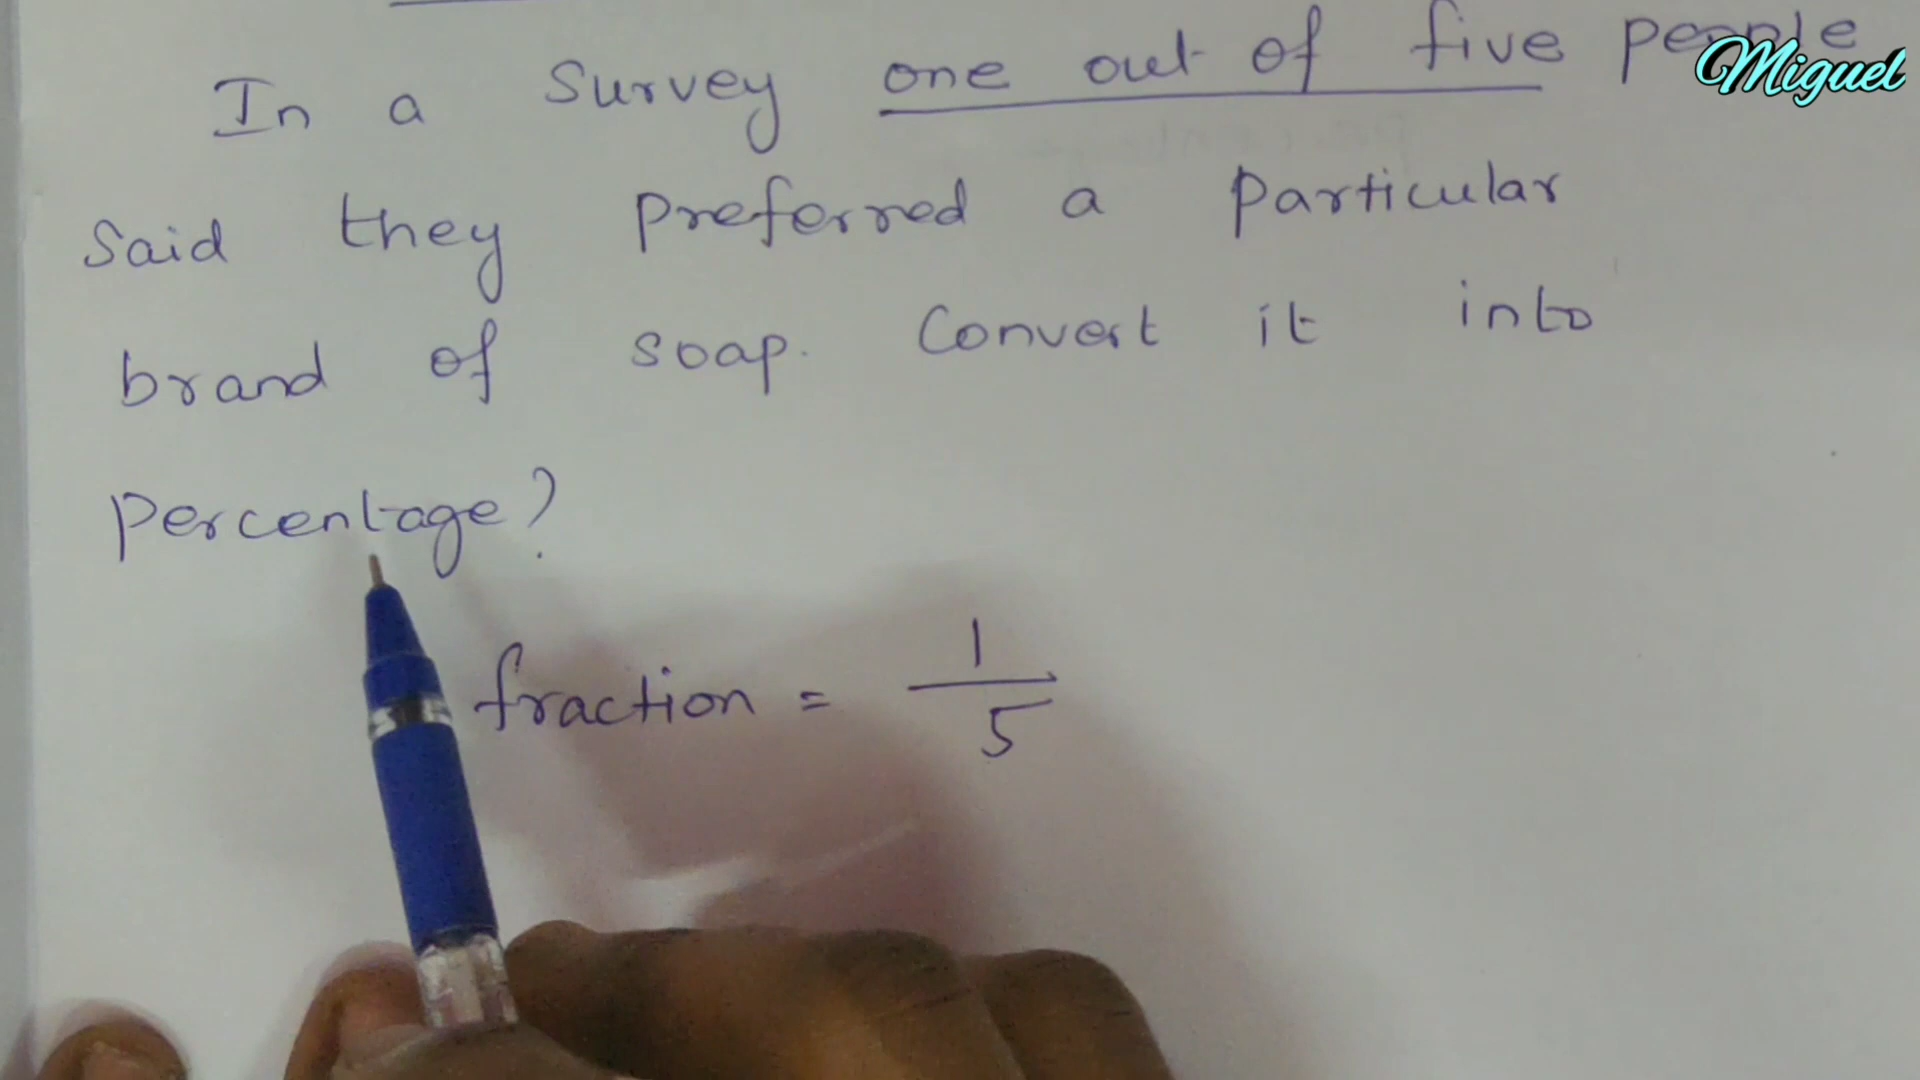 In a Survey one out of five people
Miguel
Said they preferred a particular
brand of soap. Convert it into
percentage?
fraction = 1/5